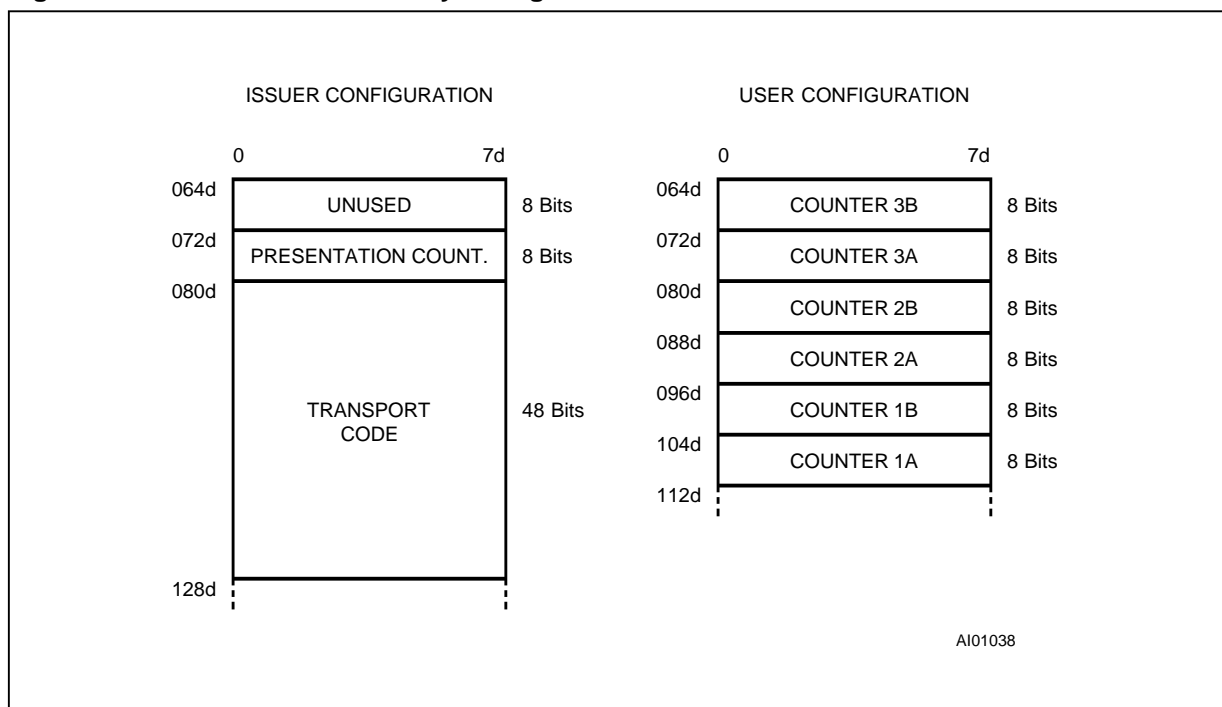 ISSUER CONFIGURATION
0 7d
064d UNUSED 8 Bits
072d PRESENTATION COUNT. 8 Bits
080d
TRANSPORT
CODE
48 Bits
128d
USER CONFIGURATION
0 7d
064d COUNTER 3B 8 Bits
072d COUNTER 3A 8 Bits
080d COUNTER 2B 8 Bits
088d COUNTER 2A 8 Bits
096d COUNTER 1B 8 Bits
104d COUNTER 1A 8 Bits
112d
AI01038